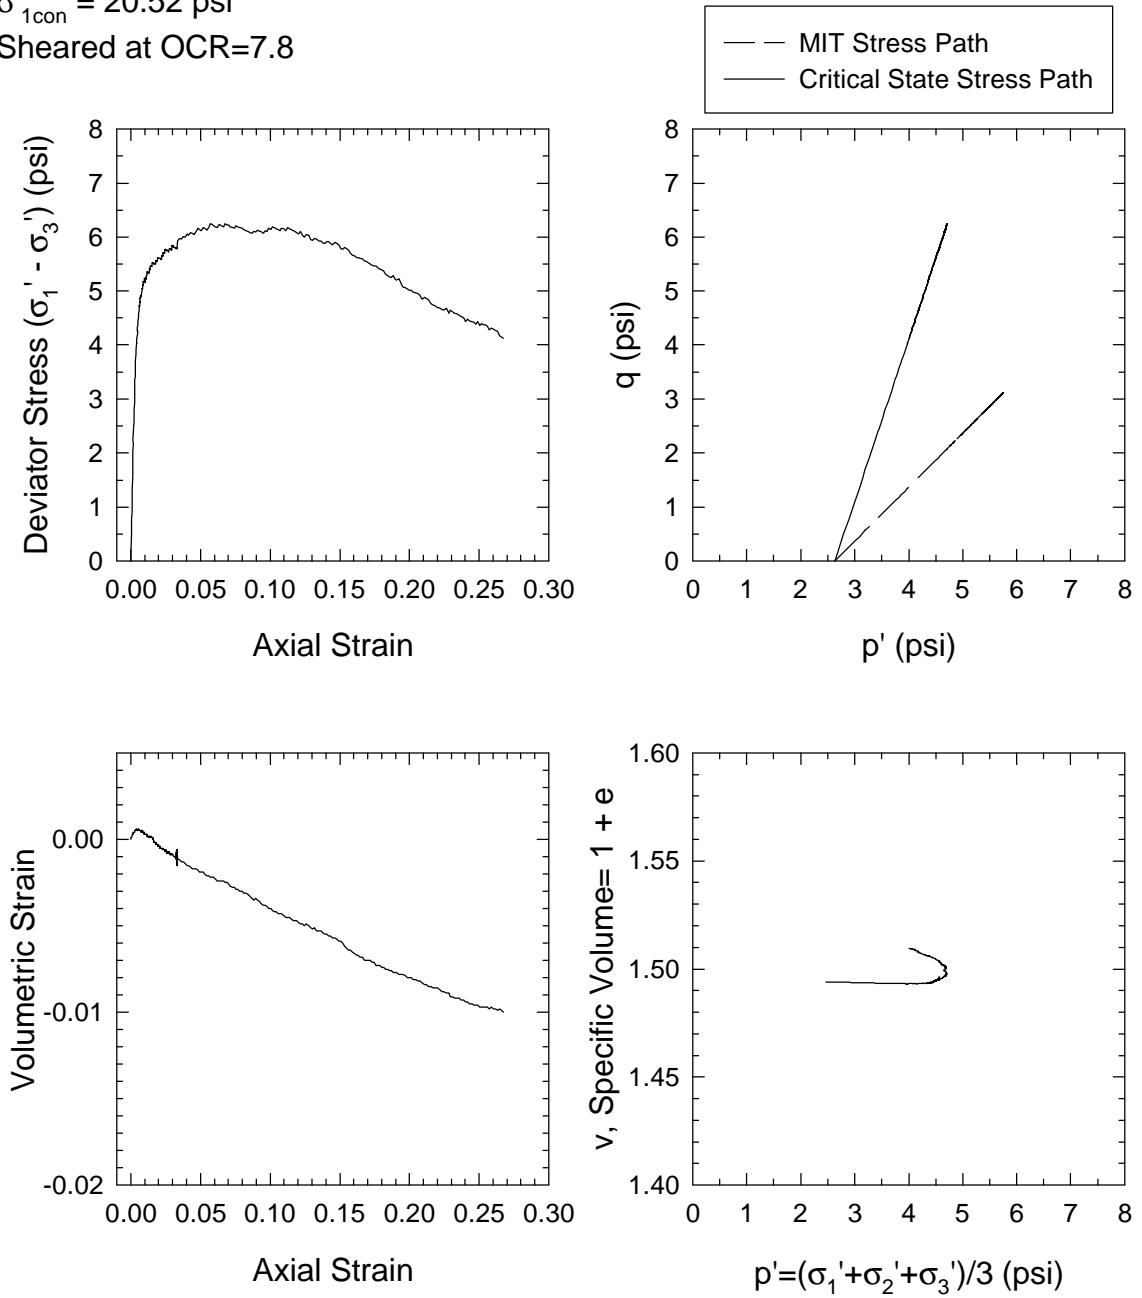 σ 1con = 20.52 psi
Sheared at OCR=7.8
MIT Stress Path
Critical State Stress Path
Deviator Stress (σ1' - σ3') (psi)
8
7
6
5
4
3
2
1
0
0.00 0.05 0.10 0.15 0.20 0.25 0.30
Axial Strain
q (psi)
8
7
6
5
4
3
2
1
0
0 1 2 3 4 5 6 7 8
p' (psi)
Volumetric Strain
0.00
-0.01
-0.02
0.00 0.05 0.10 0.15 0.20 0.25 0.30
Axial Strain
v, Specific Volume= 1 + e
1.60
1.55
1.50
1.45
1.40
0 1 2 3 4 5 6 7 8
p'=(σ1'+σ2'+σ3')/3 (psi)